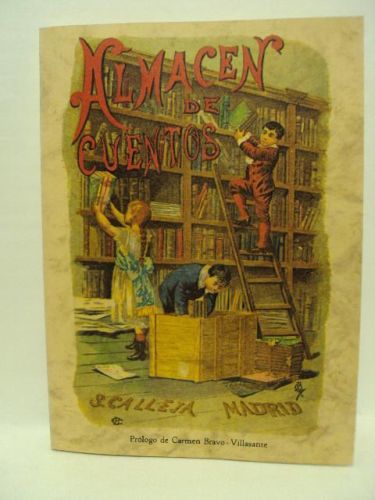 ALMACEN
DE
CUENTOS
S. CALLEJA MADRID
Prólogo de Carmen Bravo-Villasante